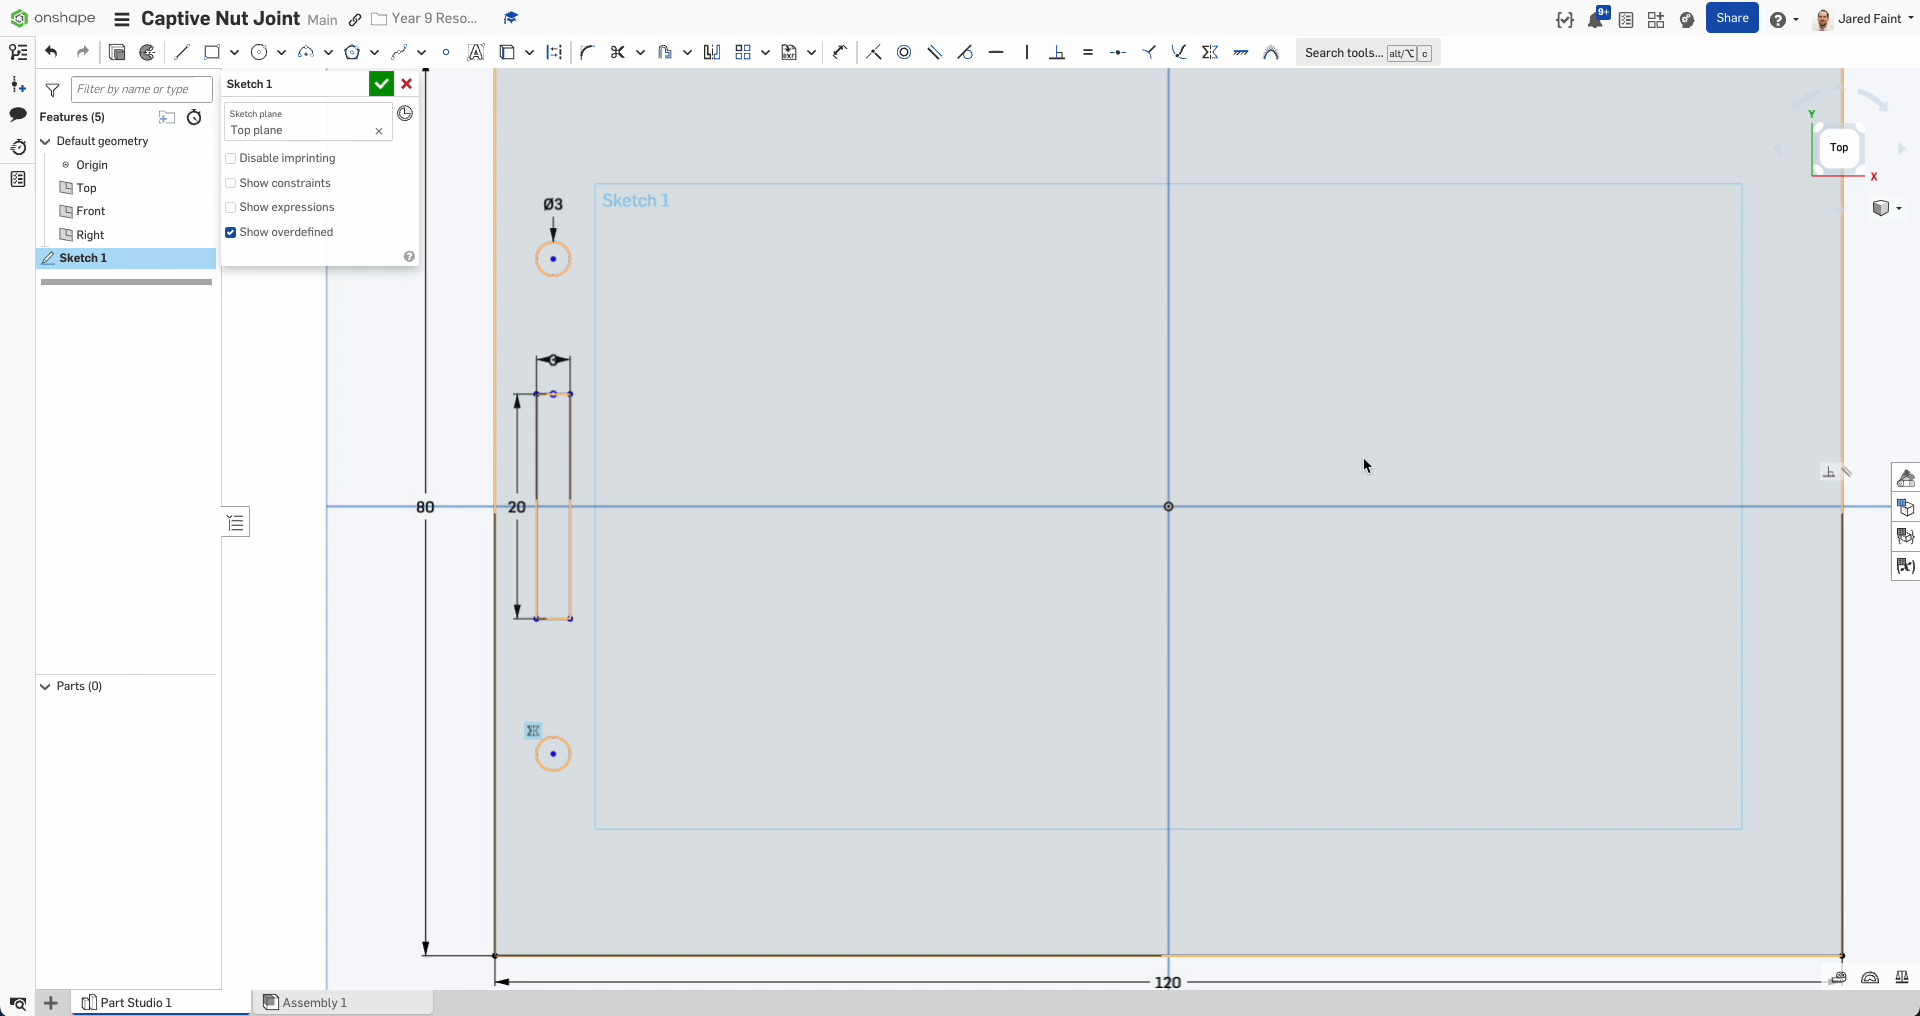 onshape
Captive Nut Joint
Main
Year 9 Reso...
9+
Share
Jared Faint
Search tools...
alt/⌥
c
Filter by name or type
Features (5)
Default geometry
Origin
Top
Front
Right
Sketch 1
Parts (0)
Sketch 1
Sketch plane
Top plane
Disable imprinting
Show constraints
Show expressions
Show overdefined
Sketch 1
Ø3
80
20
120
Y
Top
X
Part Studio 1
Assembly 1